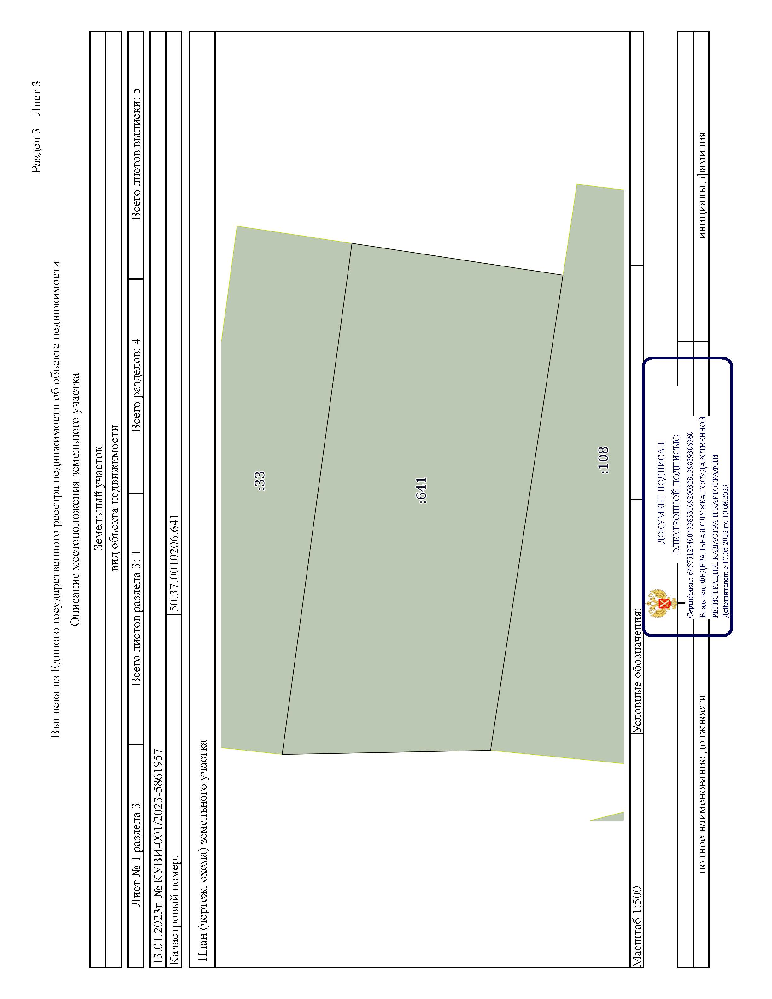 Раздел 3 Лист 3
Выписка из Единого государственного реестра недвижимости об объекте недвижимости
Описание местоположения земельного участка
Земельный участок
вид объекта недвижимости
Лист № 1 раздела 3 Всего листов раздела 3: 1 Всего разделов: 4 Всего листов выписки: 5
13.01.2023г. № КУВИ-001/2023-5861957
Кадастровый номер: 50:37:0010206:641
План (чертеж, схема) земельного участка
:33
:641
:108
Масштаб 1:500 Условные обозначения:
ДОКУМЕНТ ПОДПИСАН
ЭЛЕКТРОННОЙ ПОДПИСЬЮ
Сертификат: 64575127400433833109200328139839306360
Владелец: ФЕДЕРАЛЬНАЯ СЛУЖБА ГОСУДАРСТВЕННОЙ
РЕГИСТРАЦИИ, КАДАСТРА И КАРТОГРАФИИ
Действителен: с 17.05.2022 по 10.08.2023
полное наименование должности инициалы, фамилия